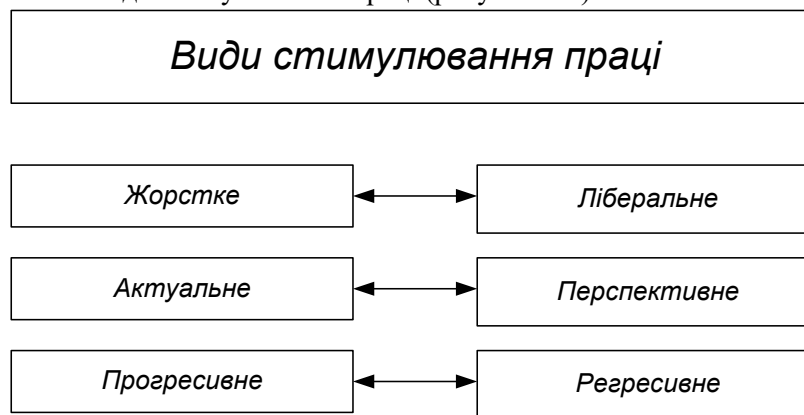 Види стимулювання праці
Жорстке Ліберальне
Актуальне Перспективне
Прогресивне Регресивне